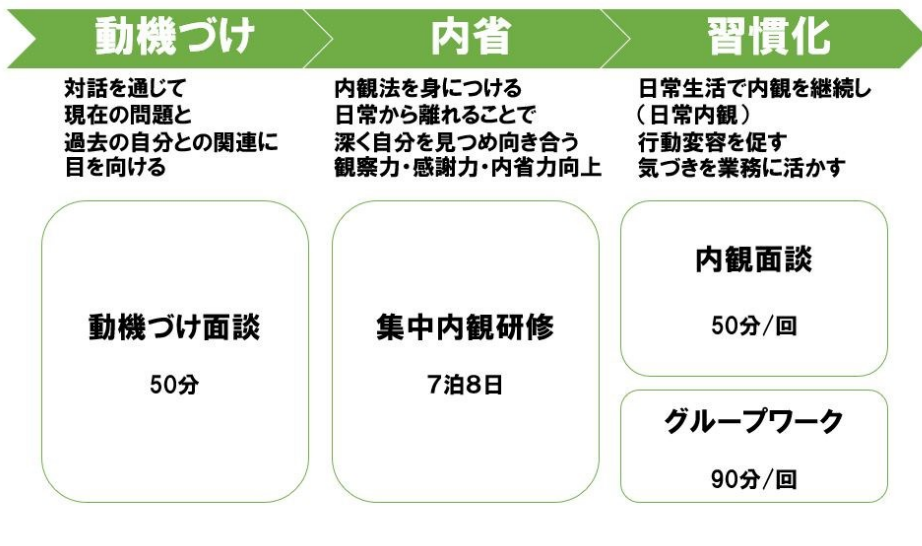 動機づけ
内省
習慣化
対話を通じて
現在の問題と
過去の自分との関連に
目を向ける
内観法を身につける
日常から離れることで
深く自分を見つめ向き合う
観察力・感謝力・内省力向上
日常生活で内観を継続し
（日常内観）
行動変容を促す
気づきを業務に活かす
動機づけ面談
50分
集中内観研修
7泊8日
内観面談
50分/回
グループワーク
90分/回